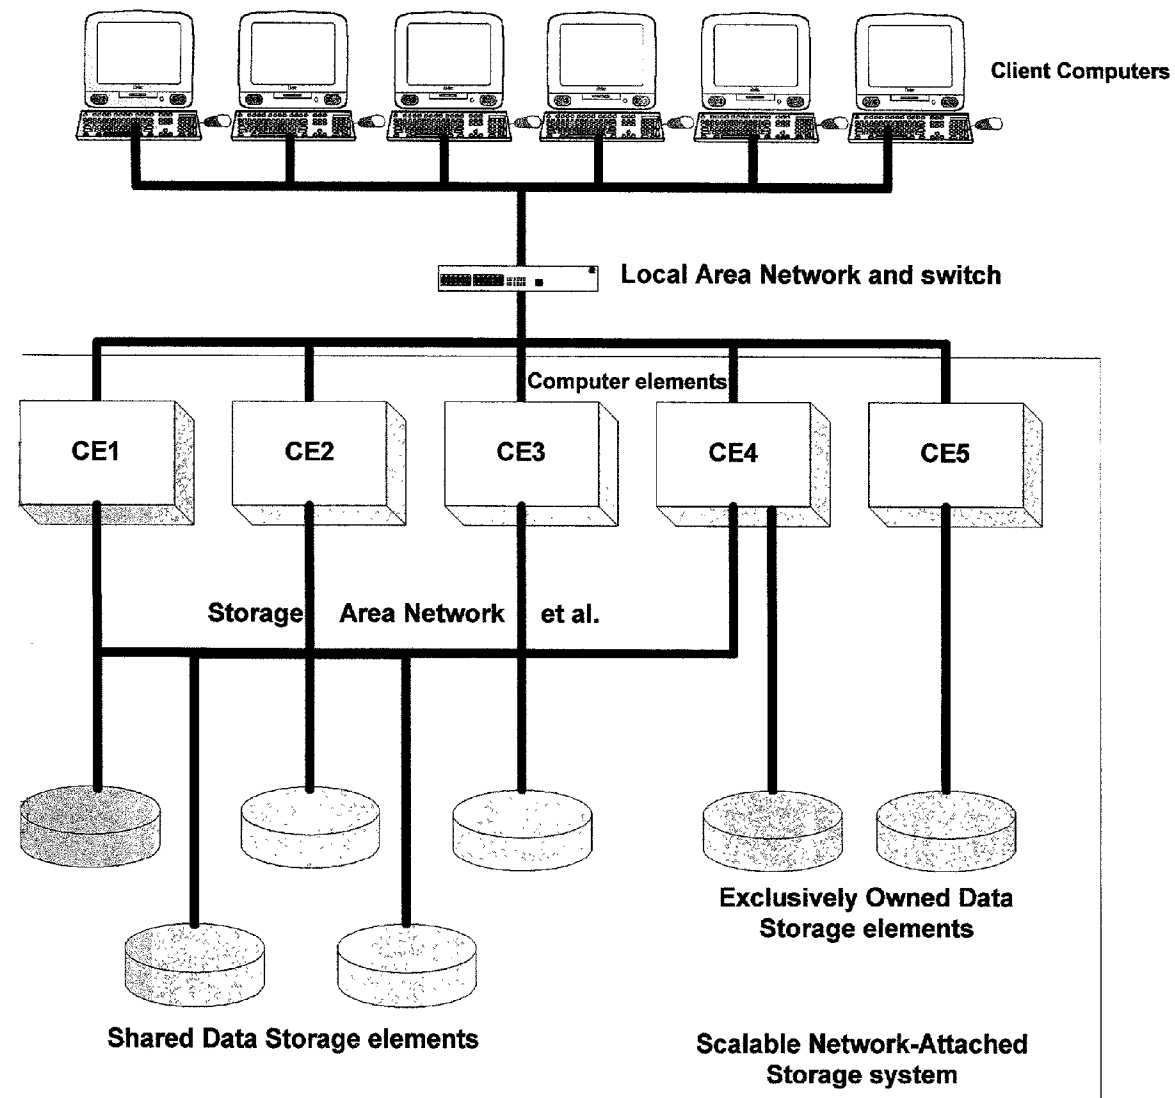 Client Computers
Local Area Network and switch
Computer elements
CE1
CE2
CE3
CE4
CE5
Storage Area Network et al.
Exclusively Owned Data
Storage elements
Shared Data Storage elements
Scalable Network-Attached
Storage system